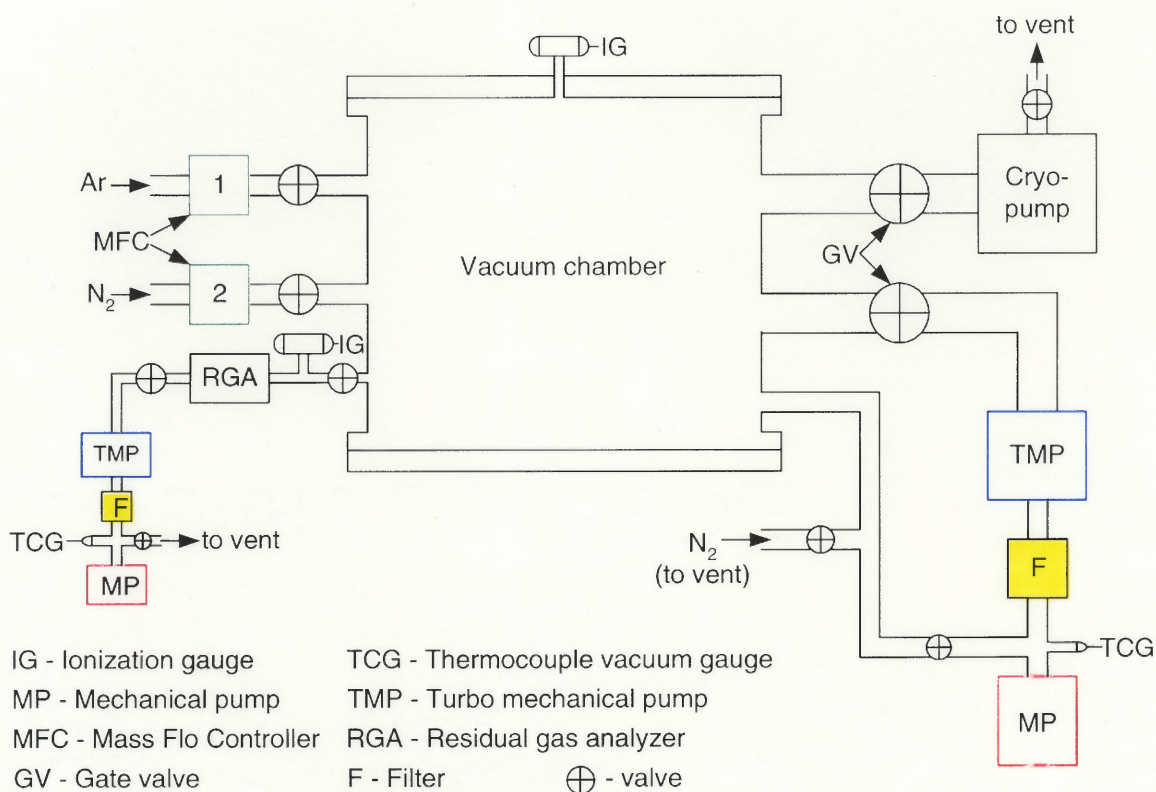 to vent
IG
Ar
1
Cryo-
pump
MFC
GV
Vacuum chamber
N2
2
IG
RGA
TMP
TMP
F
TCG
to vent
N2
(to vent)
F
MP
TCG
MP
IG - Ionization gauge
TCG - Thermocouple vacuum gauge
MP - Mechanical pump
TMP - Turbo mechanical pump
MFC - Mass Flo Controller
RGA - Residual gas analyzer
GV - Gate valve
F - Filter
- valve